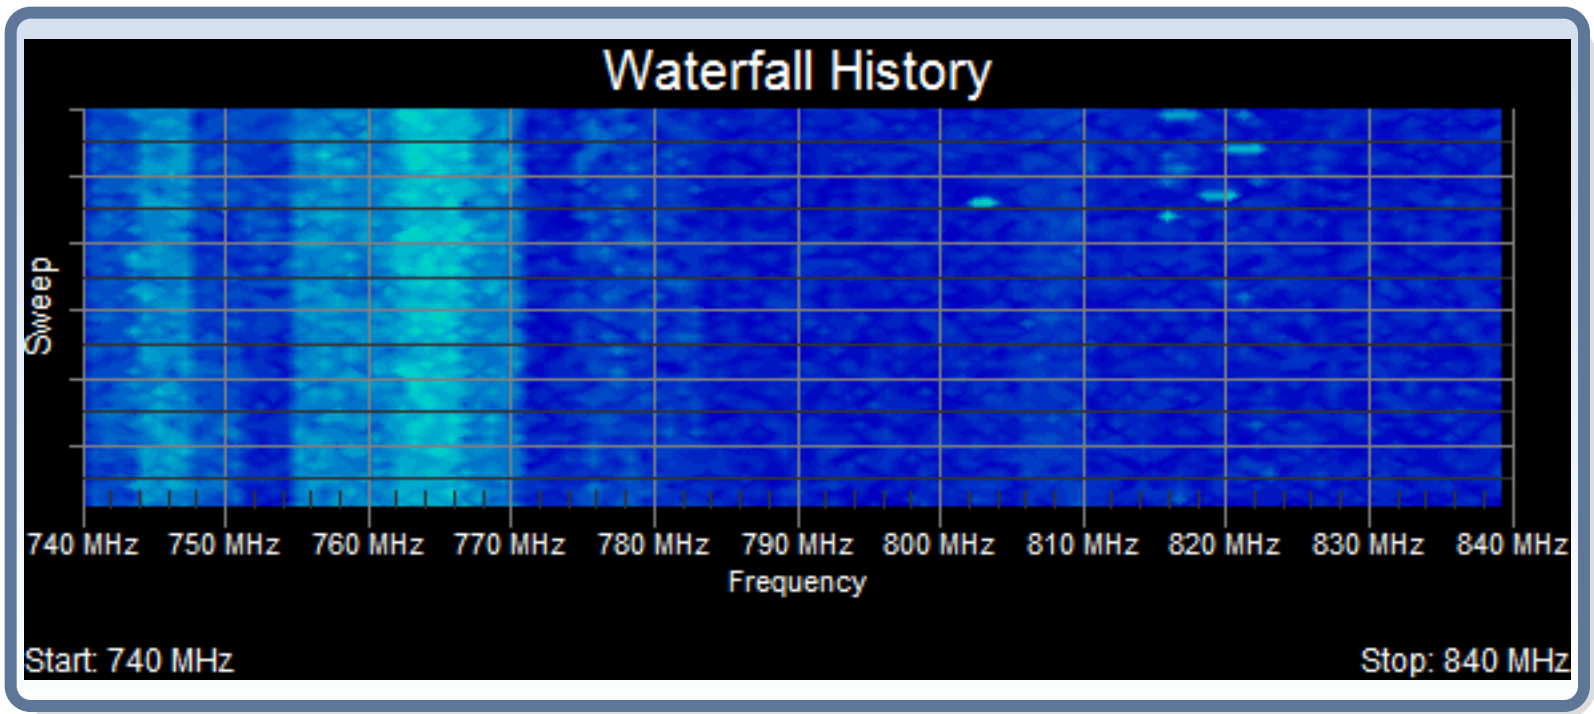 Waterfall History
Sweep
740 MHz 750 MHz 760 MHz 770 MHz 780 MHz 790 MHz 800 MHz 810 MHz 820 MHz 830 MHz 840 MHz
Frequency
Start: 740 MHz Stop: 840 MHz